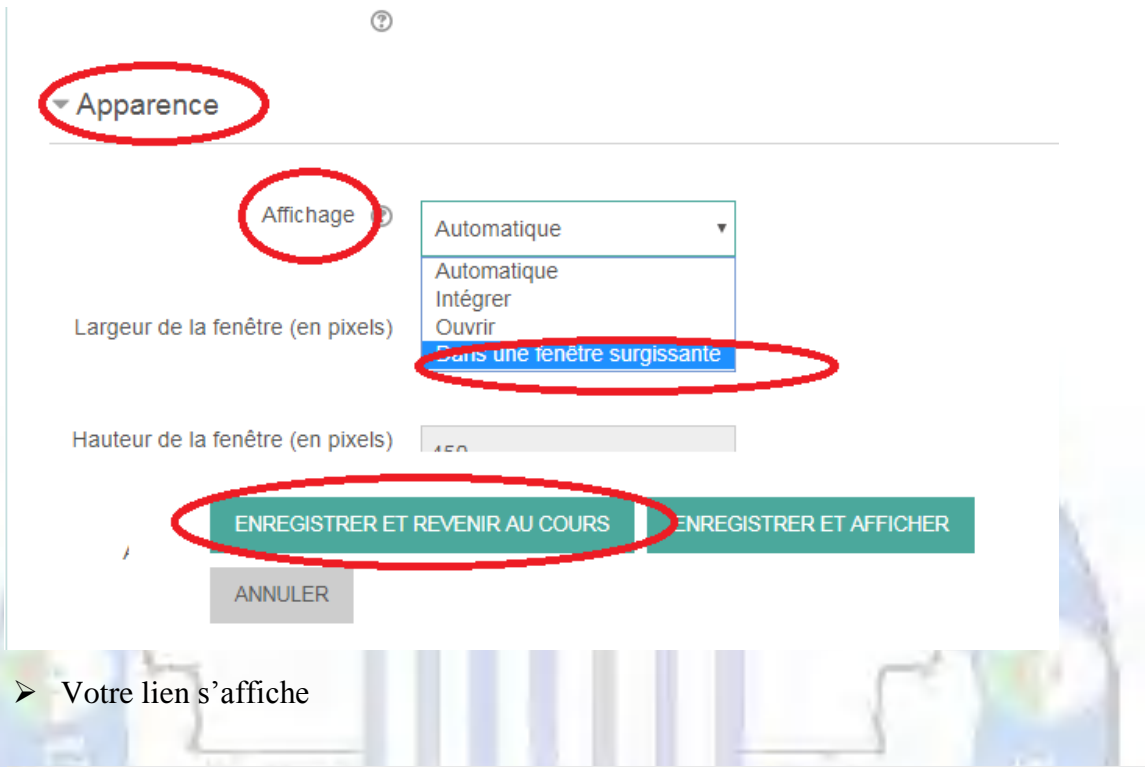 Apparence
Affichage
Automatique
Automatique
Intégrer
Largeur de la fenêtre (en pixels)
Ouvrir
Dans une fenêtre surgissante
Hauteur de la fenêtre (en pixels)
450
ENREGISTRER ET REVENIR AU COURS
ENREGISTRER ET AFFICHER
ANNULER
➢ Votre lien s’affiche